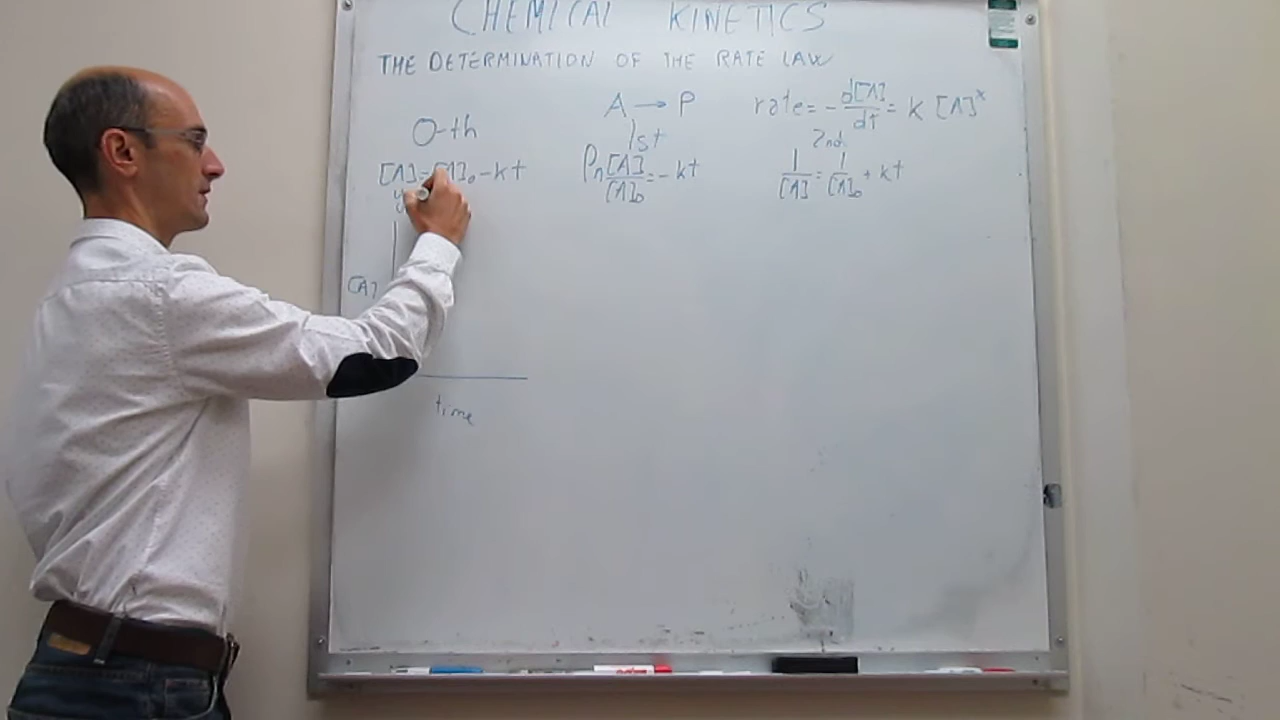 CHEMICAL KINETICS
THE DETERMINATION OF THE RATE LAW
A → P rate = - d[A]/dt = k [A]^x
0-th 1st 2nd
[A] = [A]₀ - kt ln [A]/[A]₀ = - kt 1/[A] = 1/[A]₀ + kt
y
[A]
time